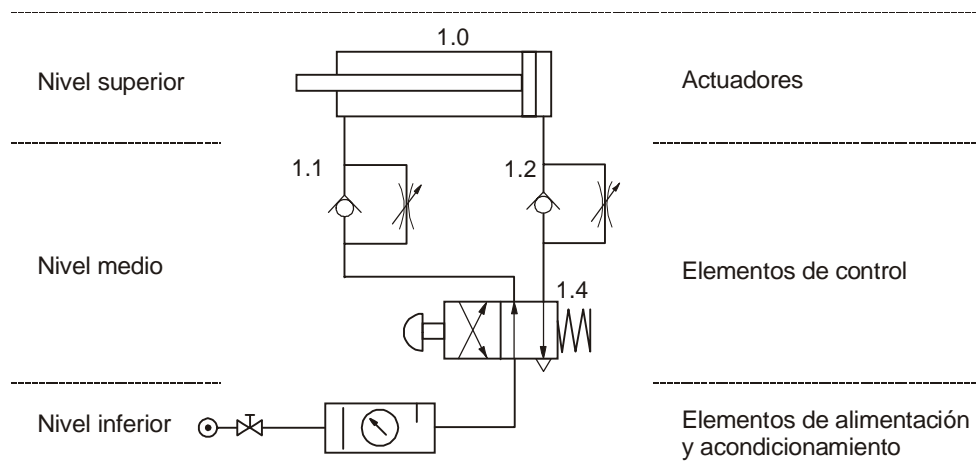 1.0
Nivel superior
Actuadores
1.1
1.2
Nivel medio
Elementos de control
1.4
Nivel inferior
Elementos de alimentación
y acondicionamiento